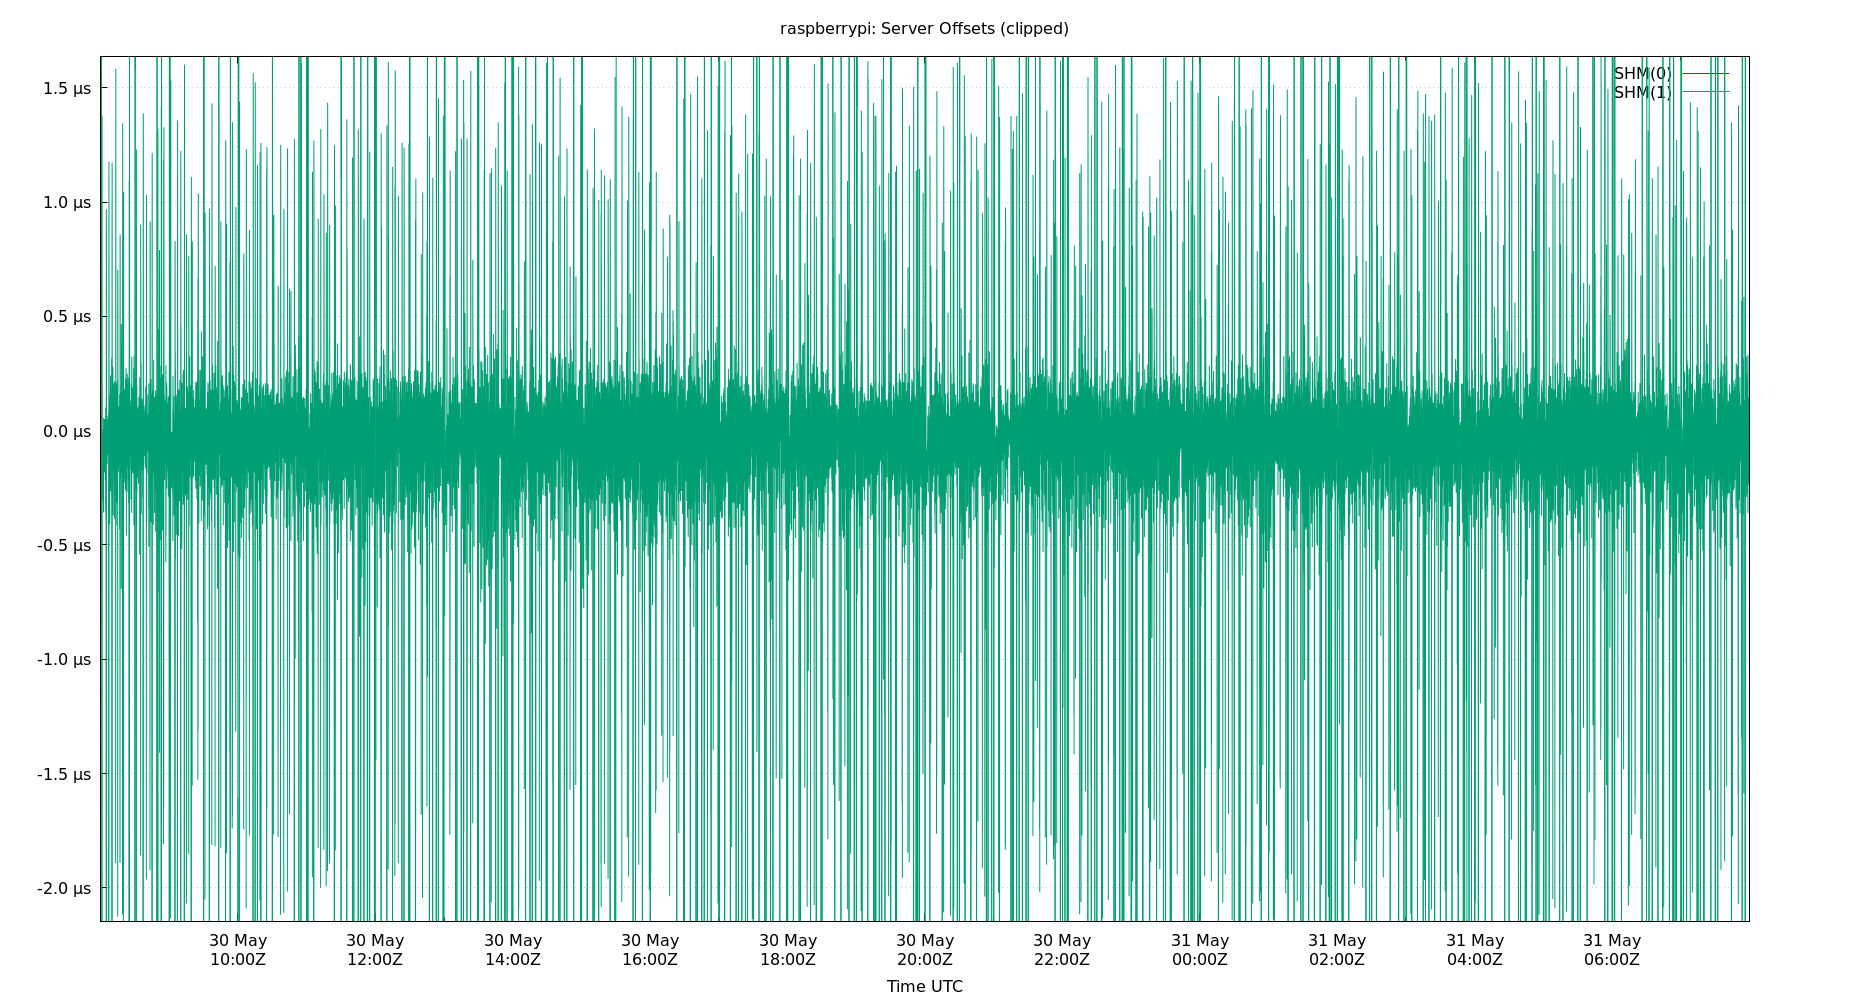 raspberrypi: Server Offsets (clipped)
SHM(0)
SHM(1)
1.5 µs
1.0 µs
0.5 µs
0.0 µs
-0.5 µs
-1.0 µs
-1.5 µs
-2.0 µs
30 May 30 May 30 May 30 May 30 May 30 May 30 May 31 May 31 May 31 May 31 May
10:00Z 12:00Z 14:00Z 16:00Z 18:00Z 20:00Z 22:00Z 00:00Z 02:00Z 04:00Z 06:00Z
Time UTC